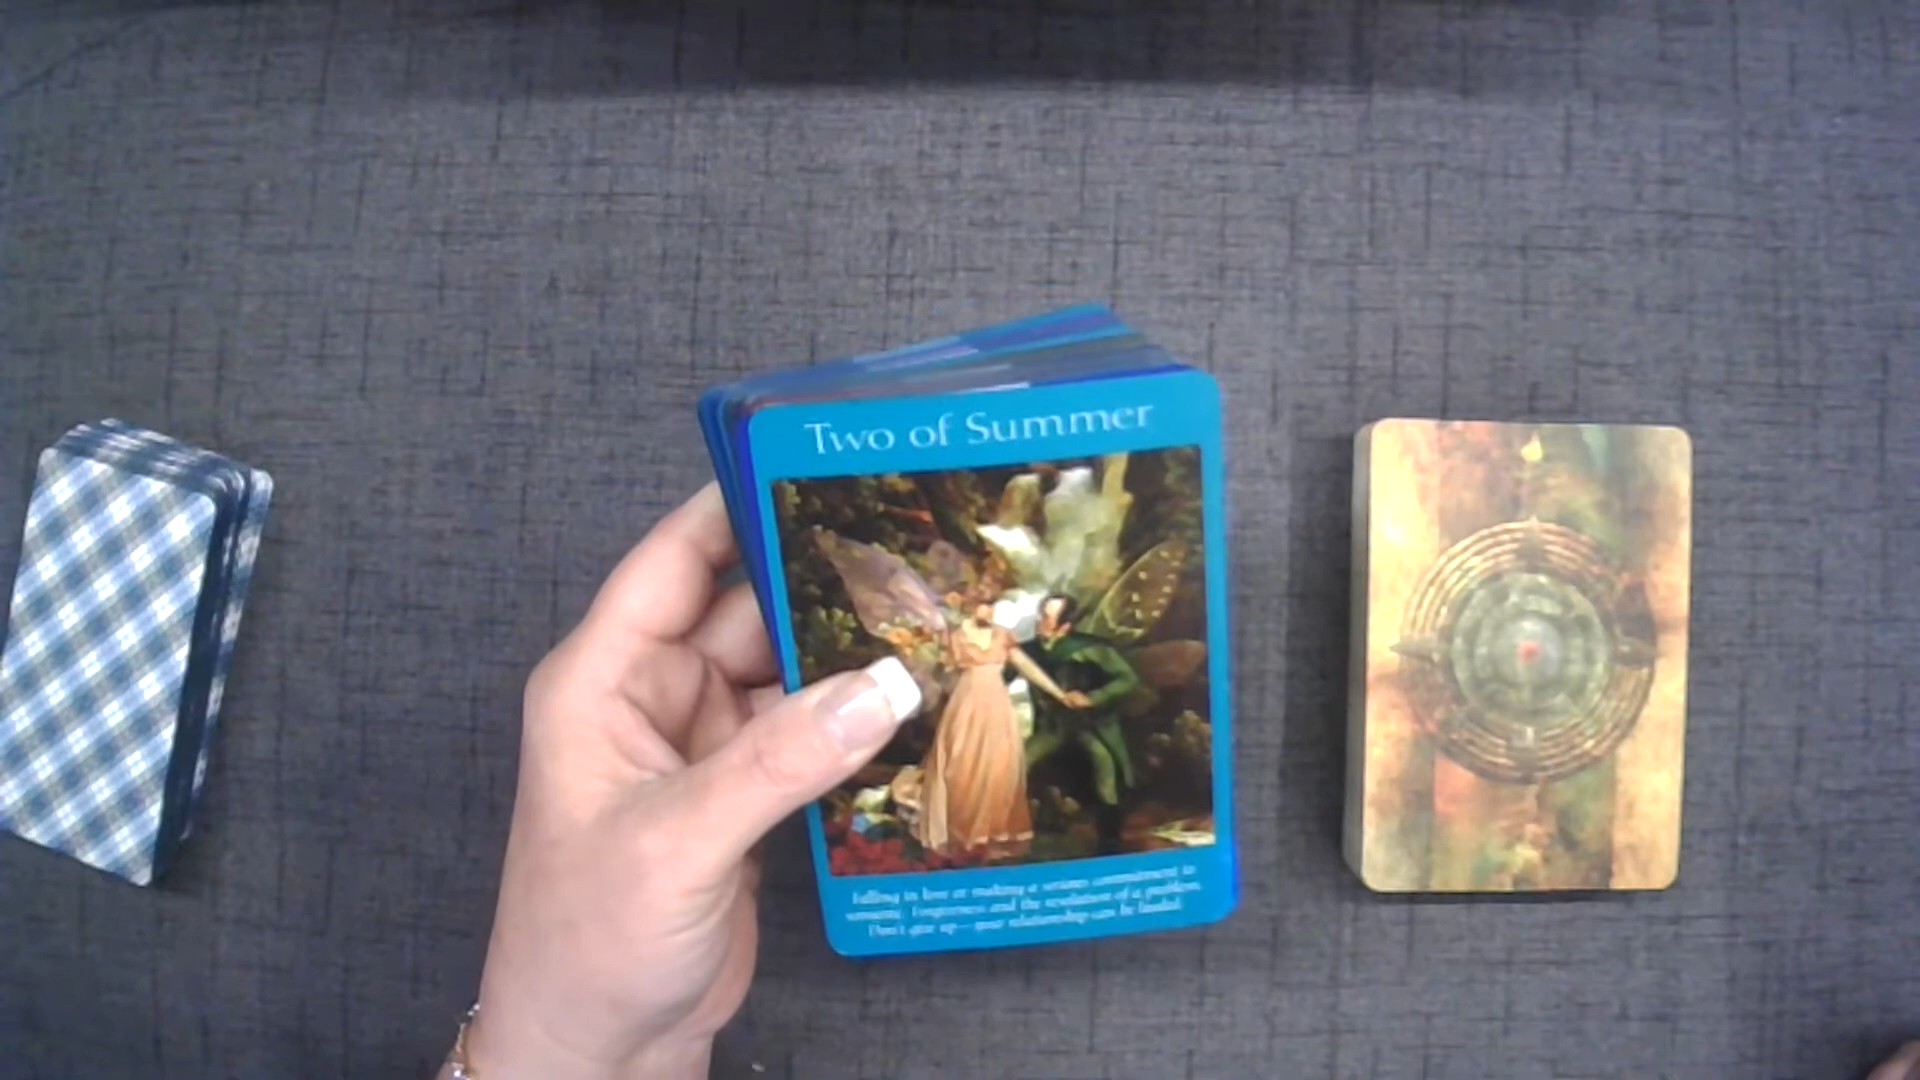 Two of Summer
Falling in love or making a serious commitment to
someone. Forgiveness and the resolution of a problem.
Don't give up—your relationship can be healed.